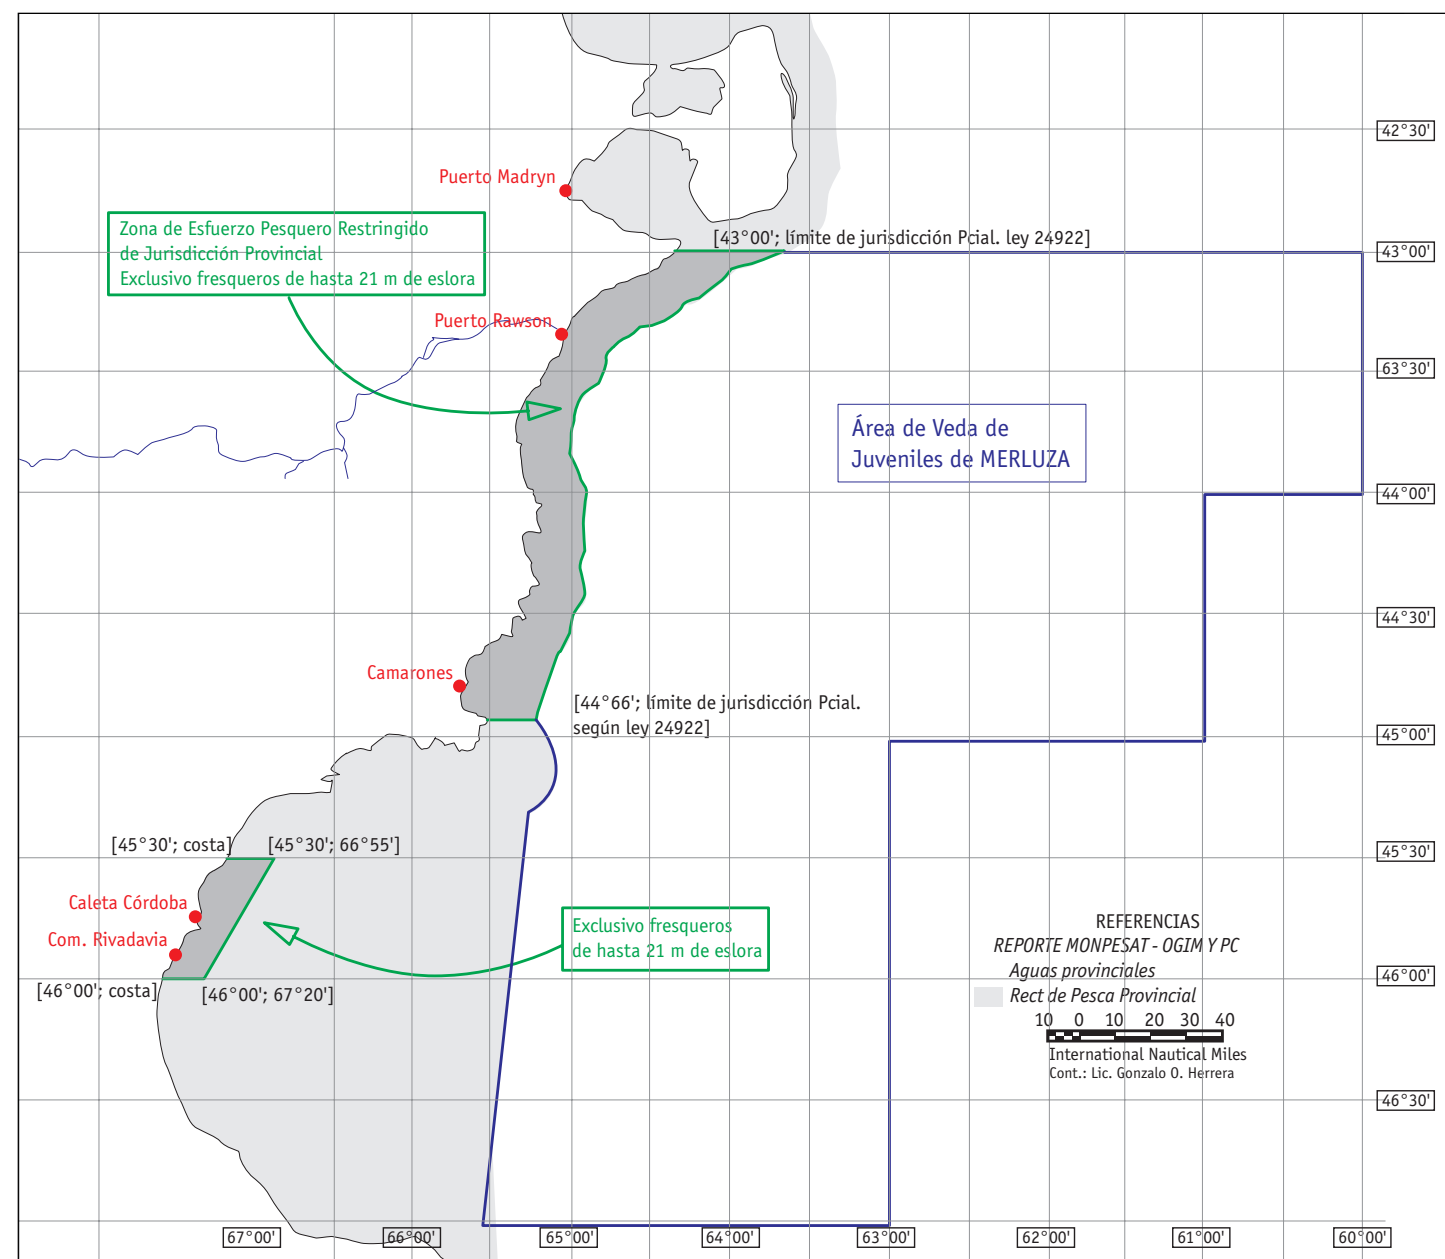 42°30'
Puerto Madryn
Zona de Esfuerzo Pesquero Restringido
de Jurisdicción Provincial
Exclusivo fresqueros de hasta 21 m de eslora
[43°00'; límite de jurisdicción Pcial. ley 24922]
43°00'
Puerto Rawson
63°30'
Área de Veda de
Juveniles de MERLUZA
44°00'
44°30'
Camarones
[44°66'; límite de jurisdicción Pcial.
según ley 24922]
45°00'
[45°30'; costa]
[45°30'; 66°55']
45°30'
Caleta Córdoba
Com. Rivadavia
Exclusivo fresqueros
de hasta 21 m de eslora
[46°00'; costa]
[46°00'; 67°20']
46°00'
REFERENCIAS
REPORTE MONPESAT - OGIM Y PC
Aguas provinciales
Rect de Pesca Provincial
10 0 10 20 30 40
International Nautical Miles
Cont.: Lic. Gonzalo O. Herrera
46°30'
67°00' 66°00' 65°00' 64°00' 63°00' 62°00' 61°00' 60°00'